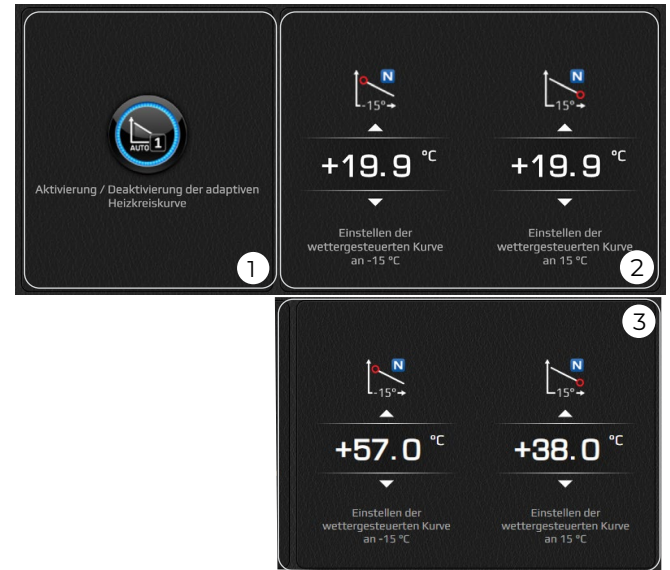 AUTO 1
Aktivierung / Deaktivierung der adaptiven
Heizkreiskurve
1
N
-15°
+19.9 °C
Einstellen der
wettergesteuerten Kurve
an -15 °C
N
15°
+19.9 °C
Einstellen der
wettergesteuerten Kurve
an 15 °C
2
3
N
-15°
+57.0 °C
Einstellen der
wettergesteuerten Kurve
an -15 °C
N
15°
+38.0 °C
Einstellen der
wettergesteuerten Kurve
an 15 °C